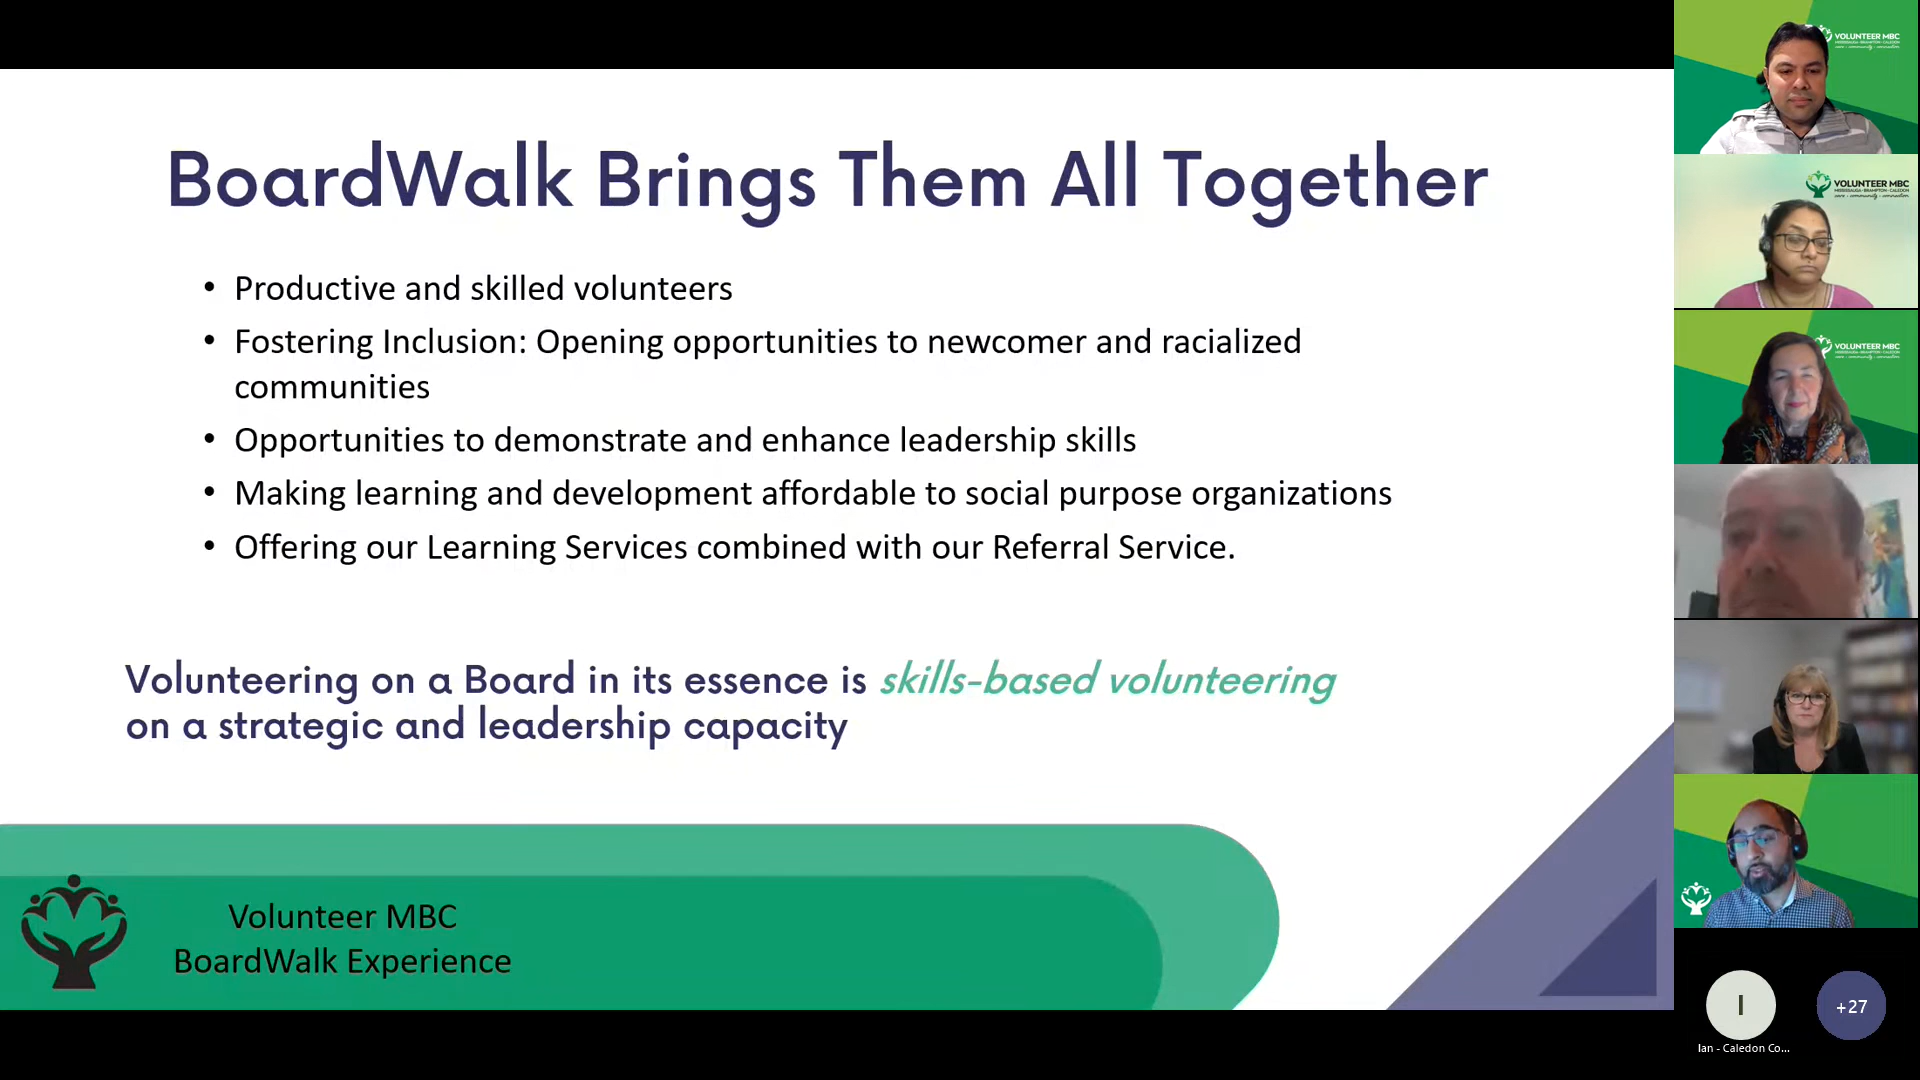 BoardWalk Brings Them All Together
• Productive and skilled volunteers
• Fostering Inclusion: Opening opportunities to newcomer and racialized
communities
• Opportunities to demonstrate and enhance leadership skills
• Making learning and development affordable to social purpose organizations
• Offering our Learning Services combined with our Referral Service.
Volunteering on a Board in its essence is skills-based volunteering
on a strategic and leadership capacity
Volunteer MBC
BoardWalk Experience
VOLUNTEER MBC
VOLUNTEER MBC
MISSISSAUGA • BRAMPTON • CALEDON
VOLUNTEER MBC
I
+27
Ian - Caledon Co...